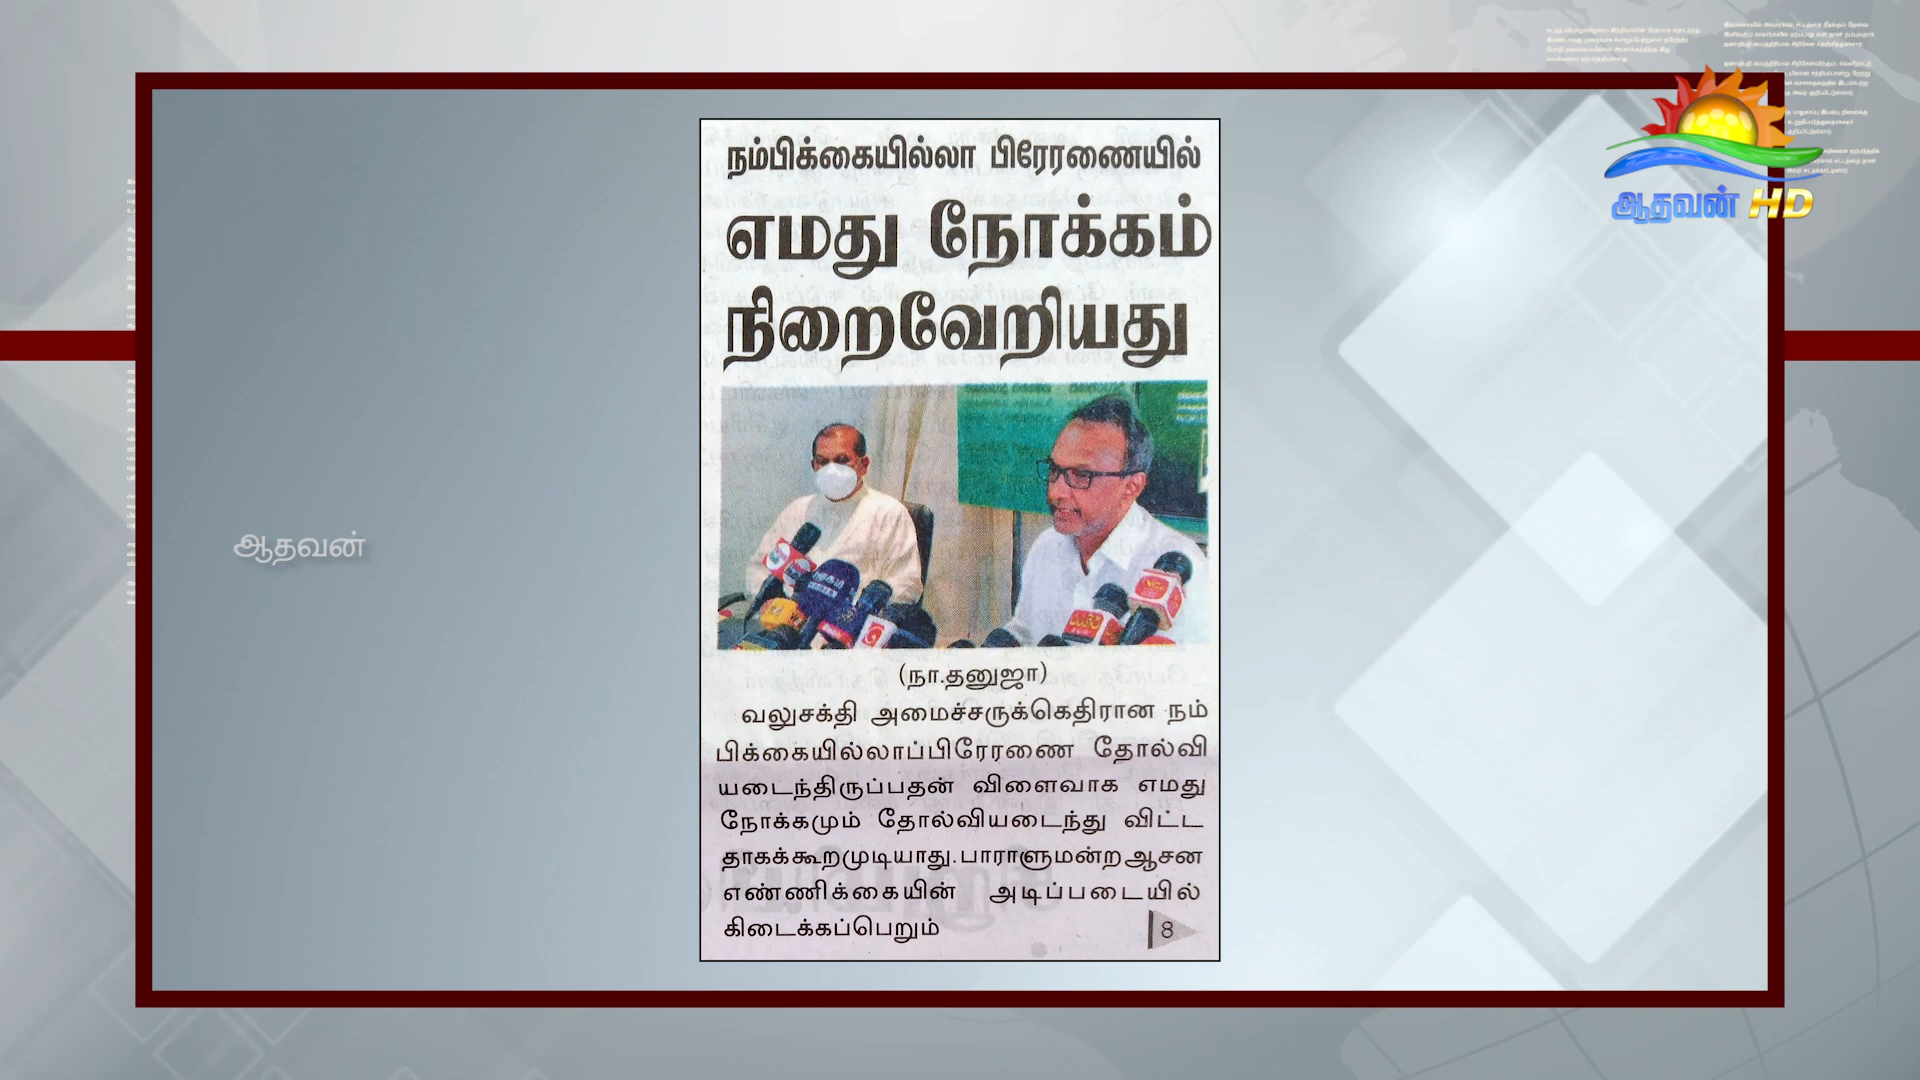 ஆதவன் HD
நம்பிக்கையில்லா பிரேரணையில்
எமது நோக்கம்
நிறைவேறியது
(நா.தனுஜா)
வலுசக்தி அமைச்சருக்கெதிரான நம்
பிக்கையில்லாப்பிரேரணை தோல்வி
யடைந்திருப்பதன் விளைவாக எமது
நோக்கமும் தோல்வியடைந்து விட்ட
தாகக்கூறமுடியாது.பாராளுமன்ற ஆசன
எண்ணிக்கையின் அடிப்படையில்
கிடைக்கப்பெறும்
8
ஆதவன்